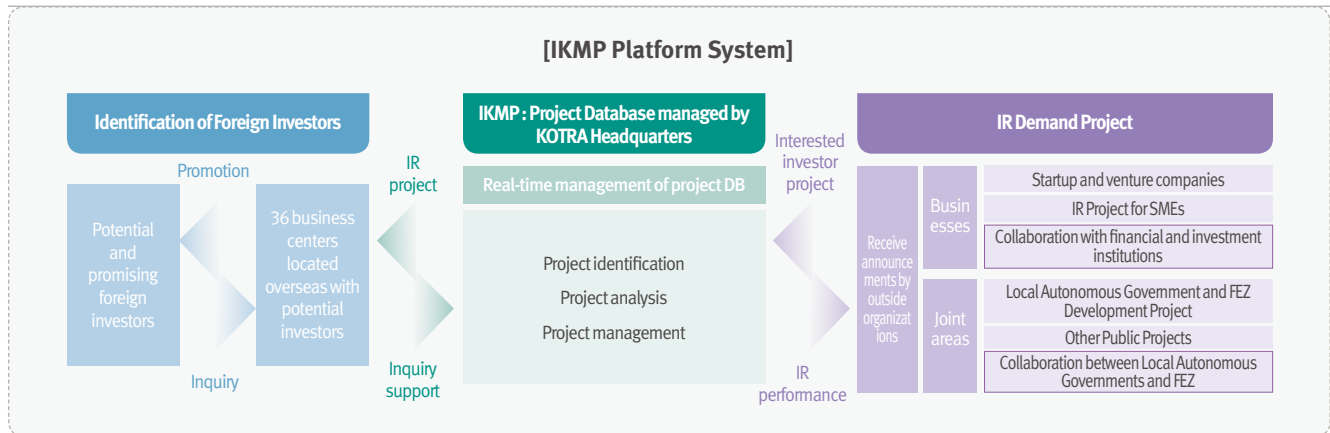 [IKMP Platform System]
Identification of Foreign Investors
Promotion
Potential
and
promising
foreign
investors
36 business
centers
located
overseas with
potential
investors
Inquiry
IR
project
Inquiry
support
IKMP : Project Database managed by
KOTRA Headquarters
Real-time management of project DB
Project identification
Project analysis
Project management
Interested
investor
project
IR
performance
IR Demand Project
Receive
announce
ments by
outside
organizat
ions
Busin
esses
Startup and venture companies
IR Project for SMEs
Collaboration with financial and investment
institutions
Joint
areas
Local Autonomous Government and FEZ
Development Project
Other Public Projects
Collaboration between Local Autonomous
Governments and FEZ